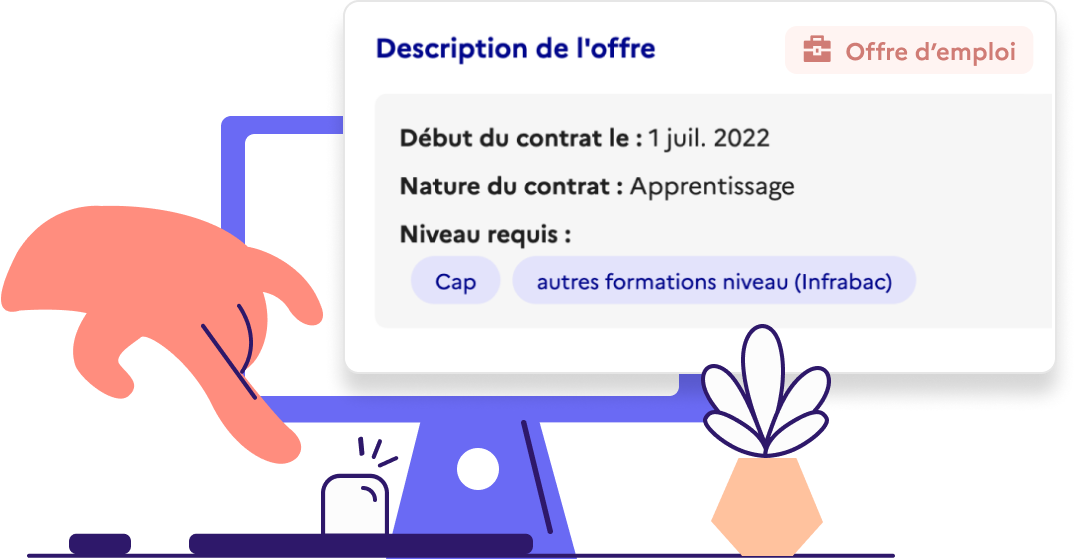 Description de l'offre
Offre d’emploi
Début du contrat le : 1 juil. 2022
Nature du contrat : Apprentissage
Niveau requis :
Cap
autres formations niveau (Infrabac)